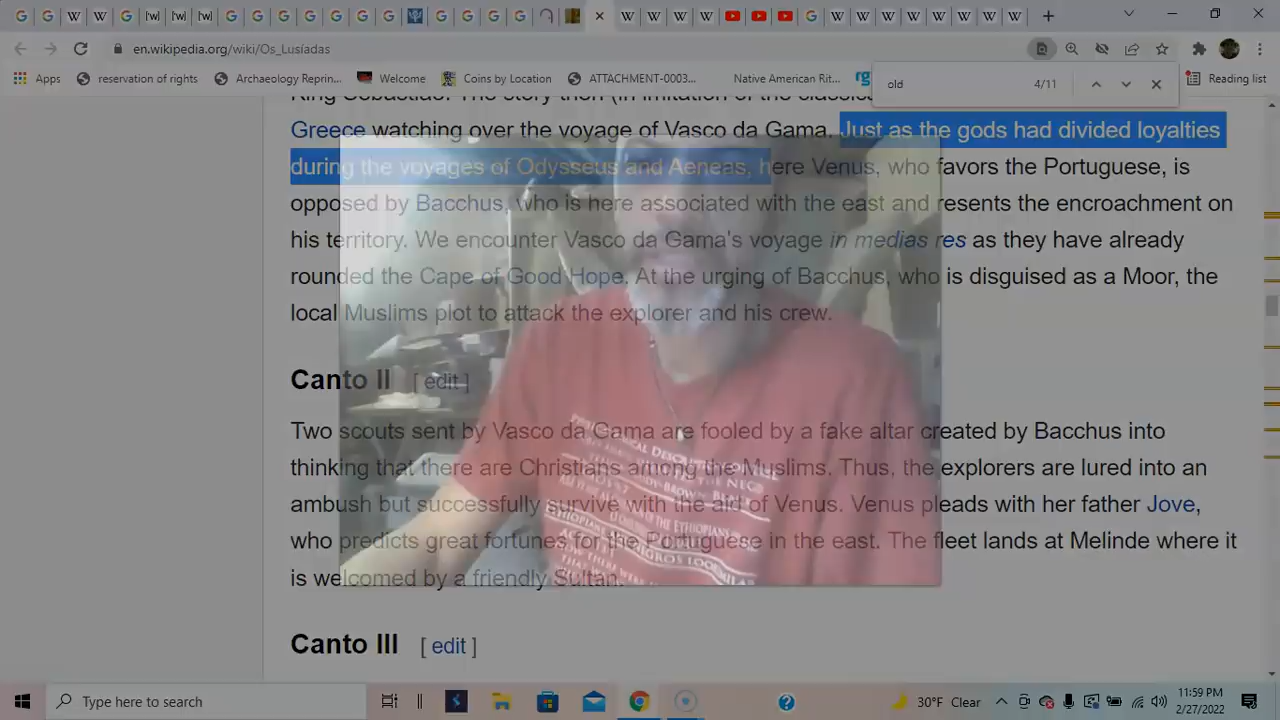 en.wikipedia.org/wiki/Os_Lusíadas
Apps reservation of rights Archaeology Reprin... Welcome Coins by Location ATTACHMENT-0003... Native American Rit... rg Reading list
old 4/11
Greece watching over the voyage of Vasco da Gama. Just as the gods had divided loyalties
during the voyages of Odysseus and Aeneas, here Venus, who favors the Portuguese, is
opposed by Bacchus, who is here associated with the east and resents the encroachment on
his territory. We encounter Vasco da Gama's voyage in medias res as they have already
rounded the Cape of Good Hope. At the urging of Bacchus, who is disguised as a Moor, the
local Muslims plot to attack the explorer and his crew.
Canto II [ edit ]
Two scouts sent by Vasco da Gama are fooled by a fake altar created by Bacchus into
thinking that there are Christians among the Muslims. Thus, the explorers are lured into an
ambush but successfully survive with the aid of Venus. Venus pleads with her father Jove,
who predicts great fortunes for the Portuguese in the east. The fleet lands at Melinde where it
is welcomed by a friendly Sultan.
Canto III [ edit ]
Type here to search
30°F Clear
11:59 PM
2/27/2022